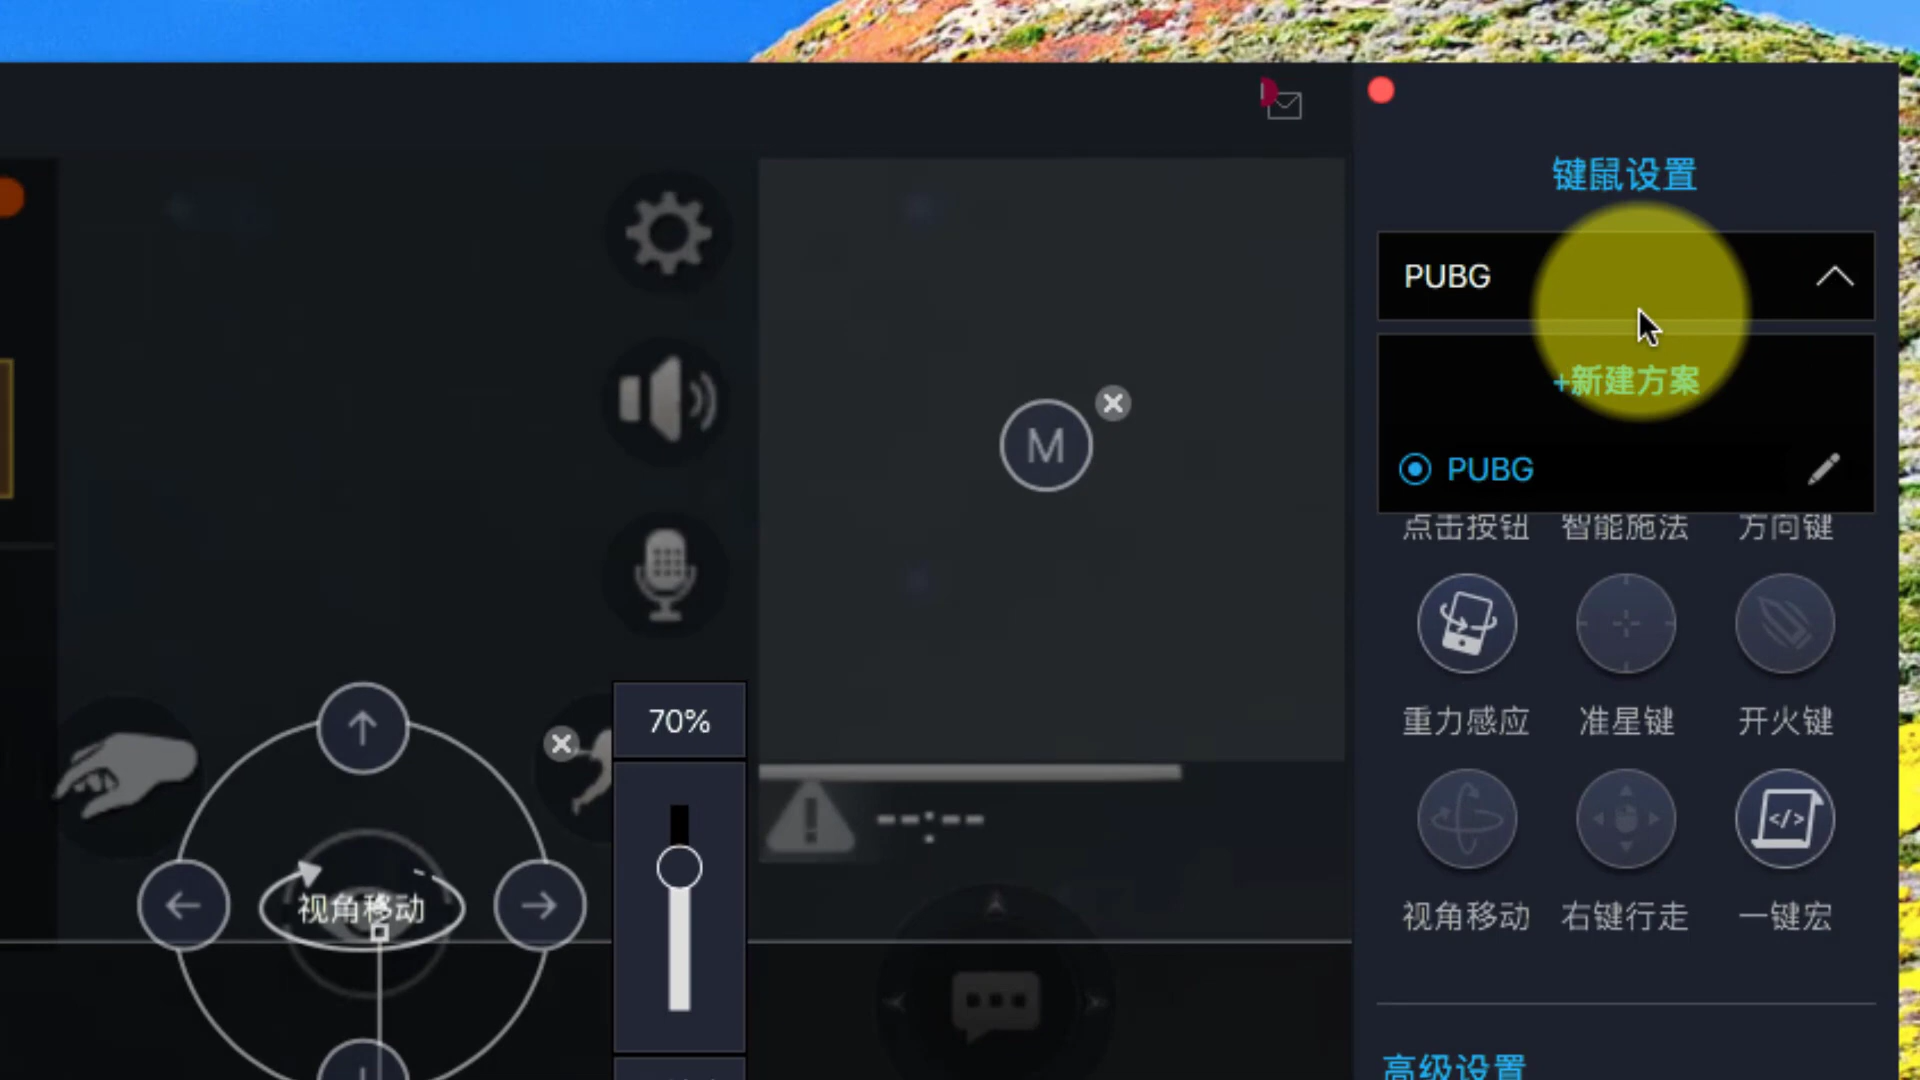 键鼠设置
PUBG
+新建方案
PUBG
点击按钮 智能施法 方向键
M
重力感应 准星键 开火键
70%
--:--
视角移动
视角移动 右键行走 一键宏
高级设置